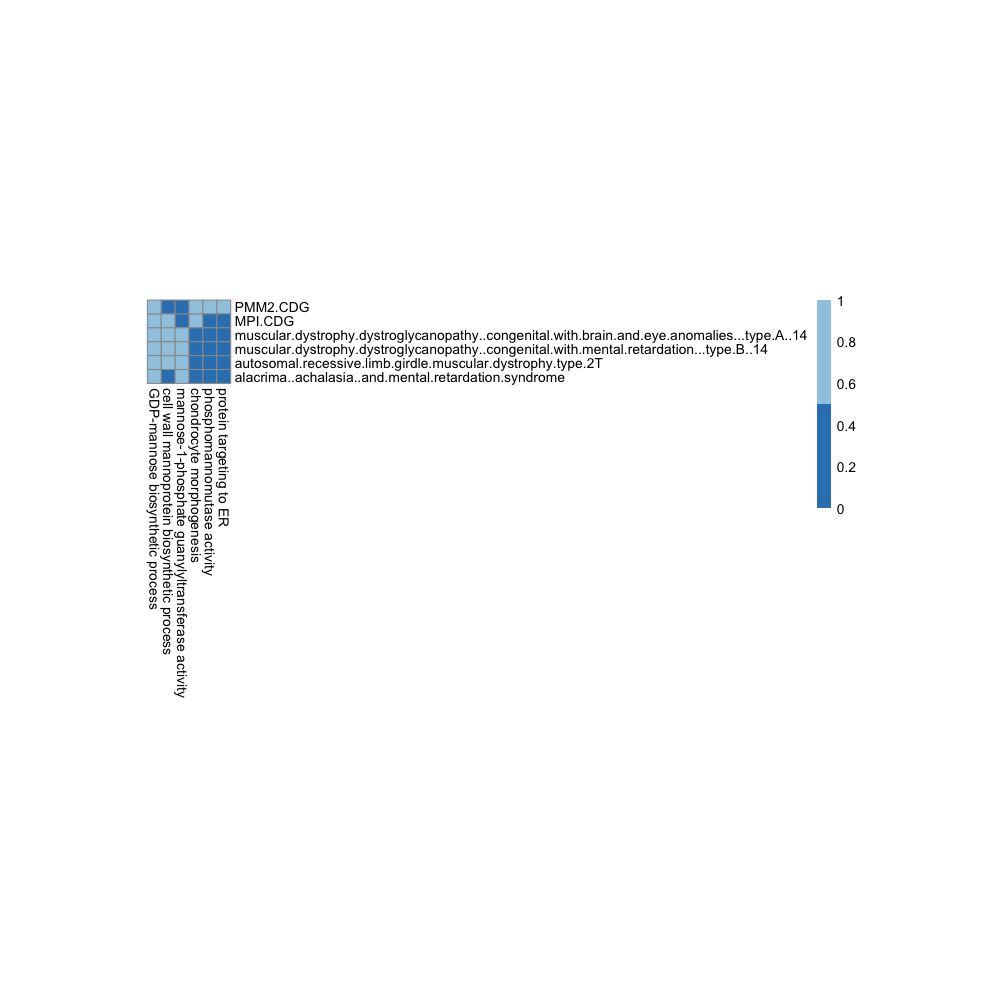 PMM2.CDG
MPI.CDG
muscular.dystrophy.dystroglycanopathy..congenital.with.brain.and.eye.anomalies...type.A..14
muscular.dystrophy.dystroglycanopathy..congenital.with.mental.retardation...type.B..14
autosomal.recessive.limb.girdle.muscular.dystrophy.type.2T
alacrima..achalasia..and.mental.retardation.syndrome
GDP-mannose biosynthetic process
cell wall mannoprotein biosynthetic process
mannose-1-phosphate guanylyltransferase activity
chondrocyte morphogenesis
phosphomannomutase activity
protein targeting to ER
1
0.8
0.6
0.4
0.2
0